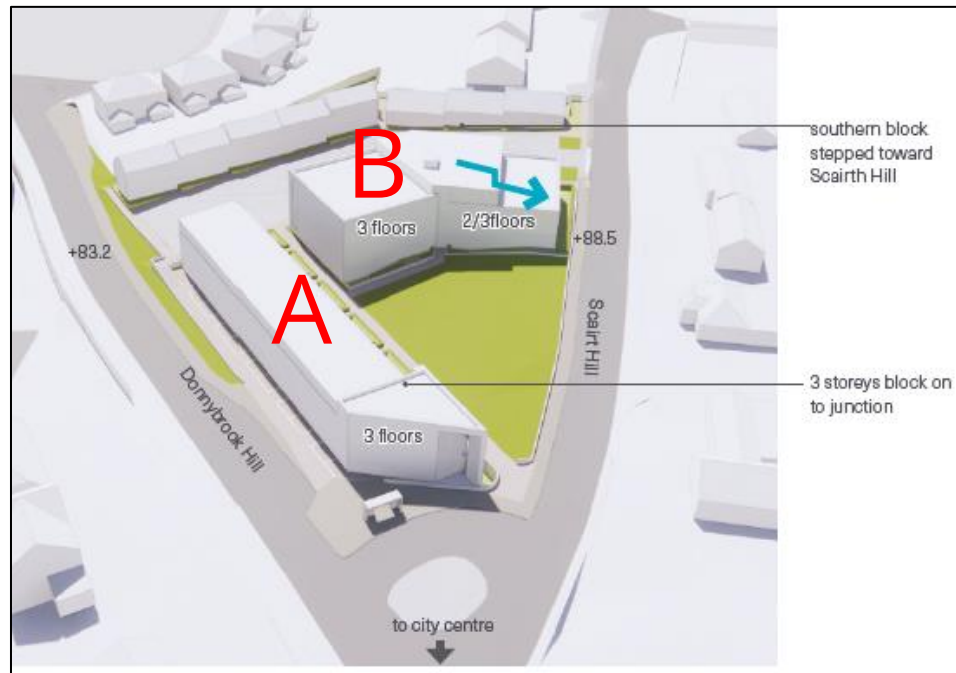 southern block
stepped toward
Scairth Hill
B
3 floors
2/3floors
+83.2
+88.5
A
Scairt Hill
3 storeys block on
to junction
Donnybrook Hill
3 floors
to city centre